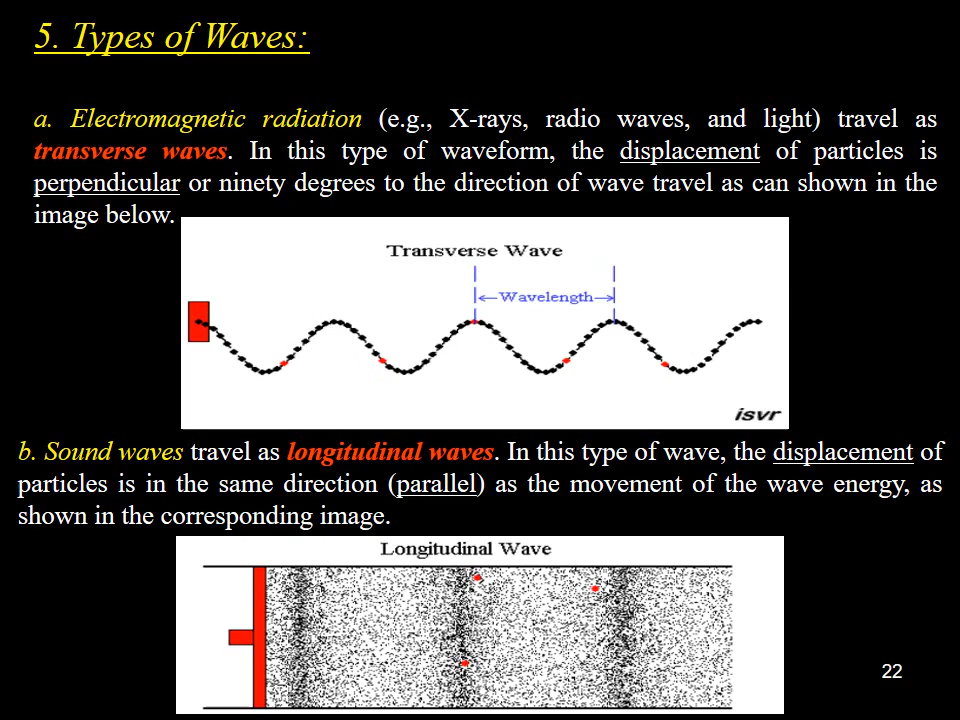 5. Types of Waves:
a. Electromagnetic radiation (e.g., X-rays, radio waves, and light) travel as
transverse waves. In this type of waveform, the displacement of particles is
perpendicular or ninety degrees to the direction of wave travel as can shown in the
image below.
Transverse Wave
Wavelength
isvr
b. Sound waves travel as longitudinal waves. In this type of wave, the displacement of
particles is in the same direction (parallel) as the movement of the wave energy, as
shown in the corresponding image.
Longitudinal Wave
22